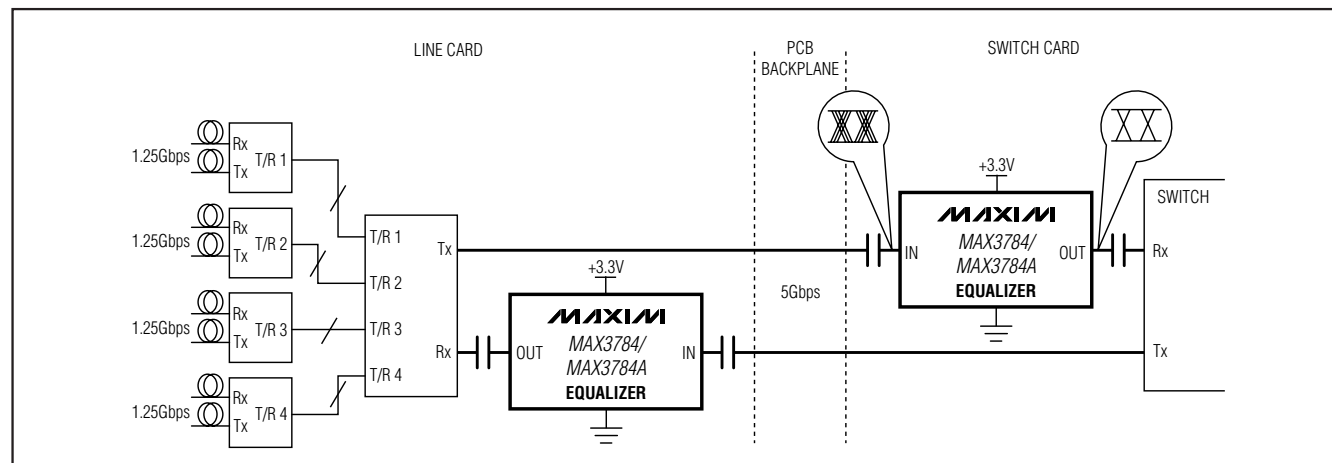 LINE CARD
PCB
BACKPLANE
SWITCH CARD
1.25Gbps
Rx
Tx
T/R 1
1.25Gbps
Rx
Tx
T/R 2
1.25Gbps
Rx
Tx
T/R 3
1.25Gbps
Rx
Tx
T/R 4
T/R 1
T/R 2
T/R 3
T/R 4
Tx
Rx
+3.3V
MAXIM
MAX3784/
MAX3784A
EQUALIZER
OUT
IN
5Gbps
+3.3V
MAXIM
MAX3784/
MAX3784A
EQUALIZER
IN
OUT
SWITCH
Rx
Tx